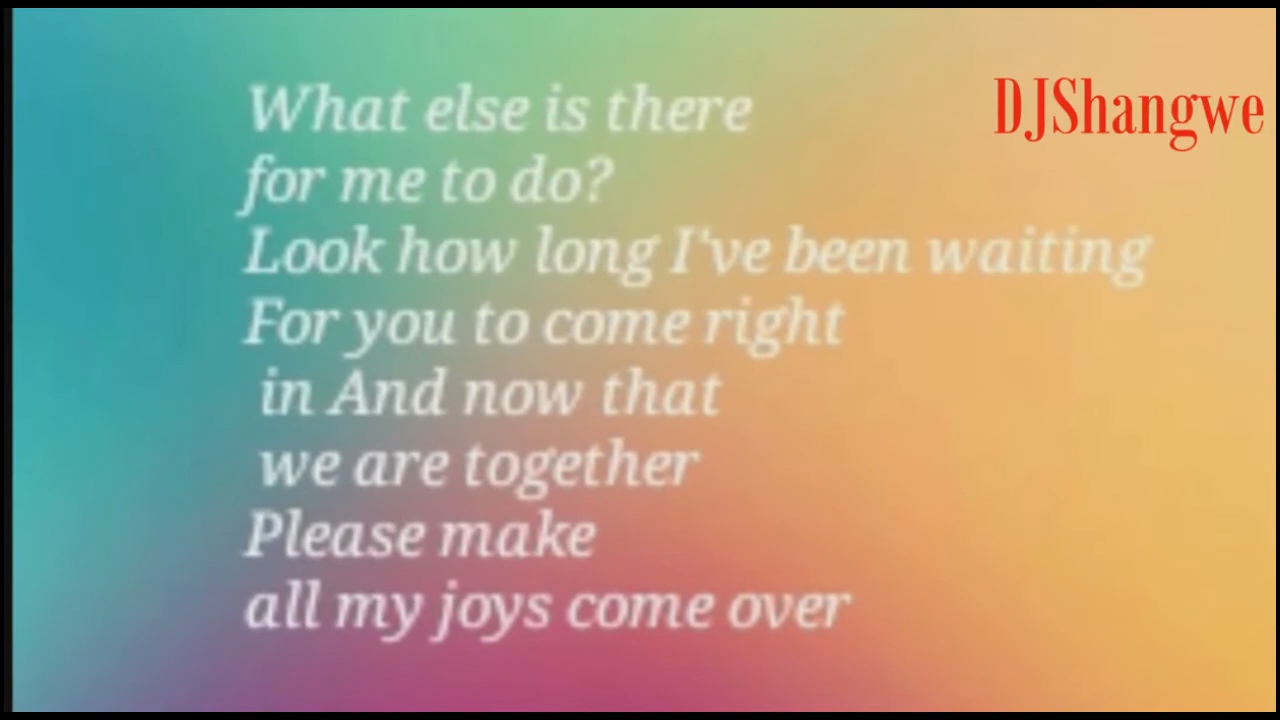 What else is there
DJShangwe
for me to do?
Look how long I've been waiting
For you to come right
in And now that
we are together
Please make
all my joys come over